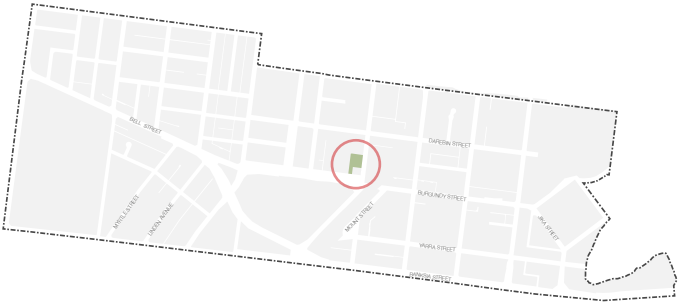 BELL STREET
DAREBIN STREET
BURGUNDY STREET
MYRTLE STREET
LINDEN AVENUE
MOUNT STREET
JIKA STREET
YARRA STREET
BANKSIA STREET